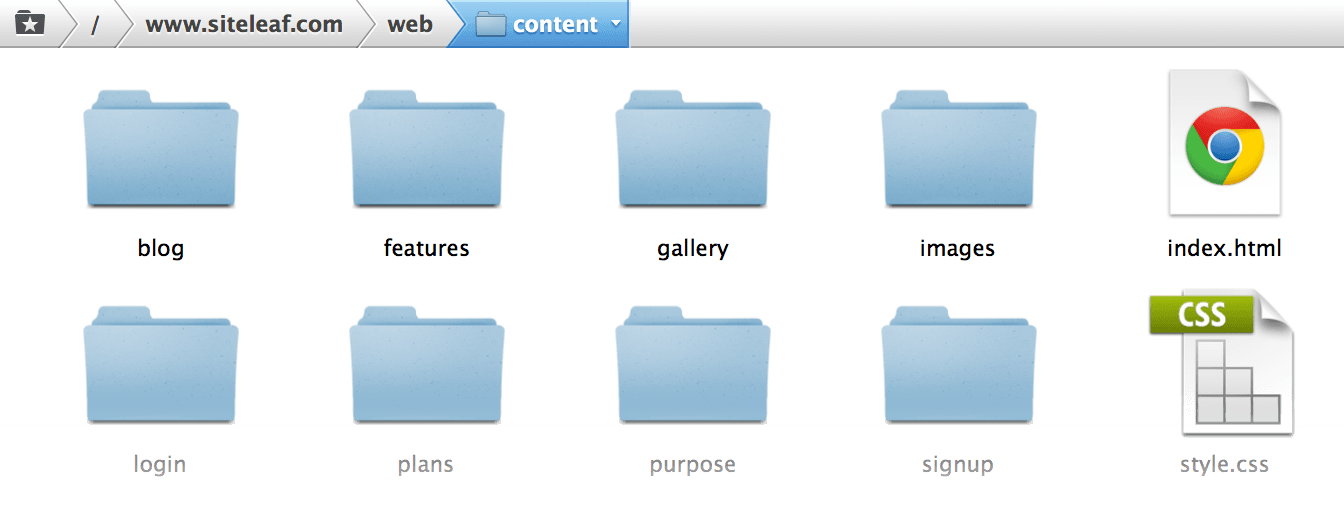 / www.siteleaf.com web content
blog features gallery images index.html
CSS
login plans purpose signup style.css